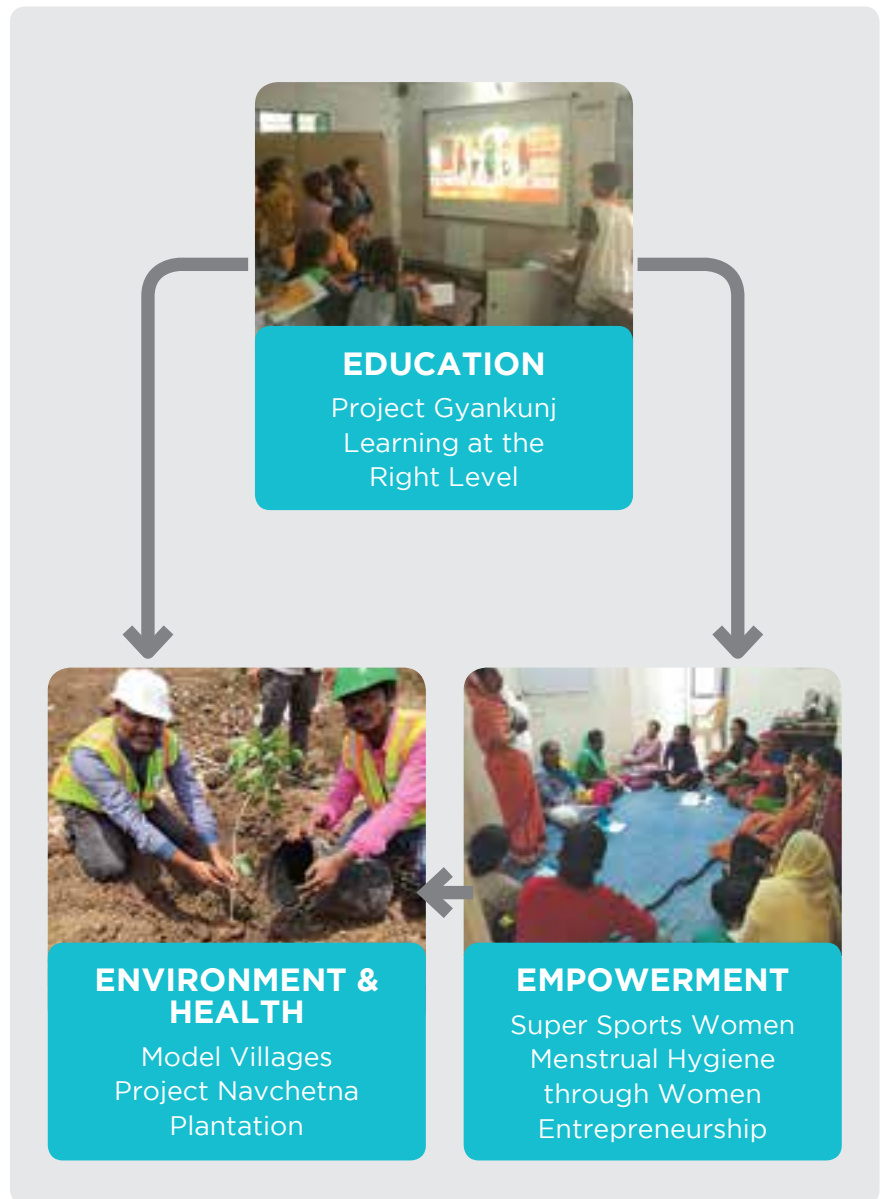 EDUCATION
Project Gyankunj
Learning at the
Right Level
ENVIRONMENT &
HEALTH
Model Villages
Project Navchetna
Plantation
EMPOWERMENT
Super Sports Women
Menstrual Hygiene
through Women
Entrepreneurship